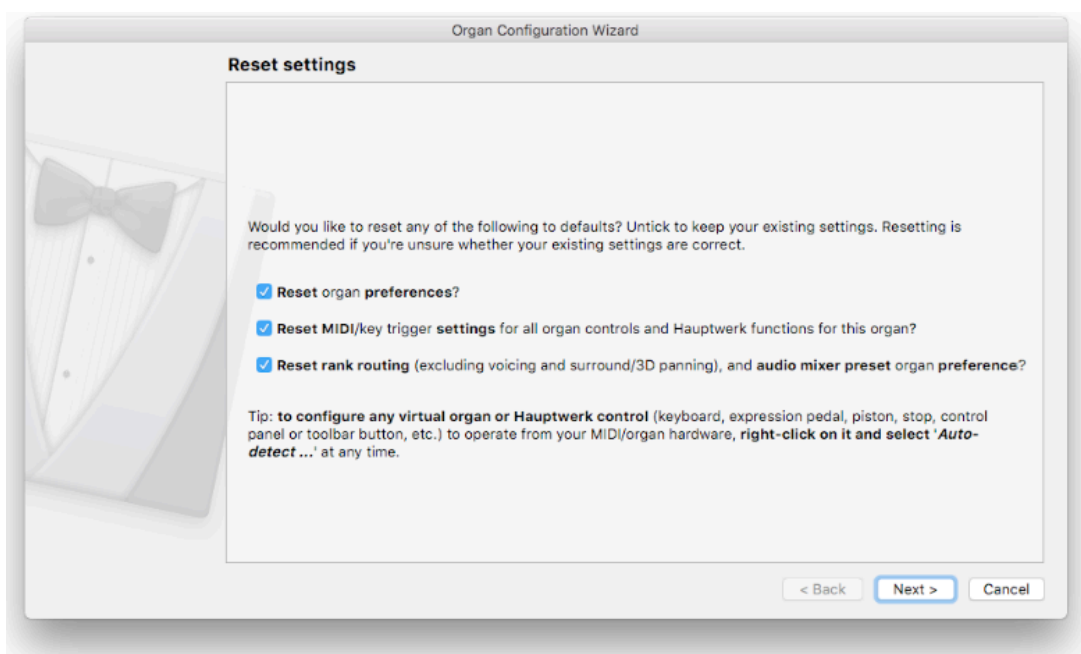 Organ Configuration Wizard
Reset settings
Would you like to reset any of the following to defaults? Untick to keep your existing settings. Resetting is
recommended if you're unsure whether your existing settings are correct.
Reset organ preferences?
Reset MIDI/key trigger settings for all organ controls and Hauptwerk functions for this organ?
Reset rank routing (excluding voicing and surround/3D panning), and audio mixer preset organ preference?
Tip: to configure any virtual organ or Hauptwerk control (keyboard, expression pedal, piston, stop, control
panel or toolbar button, etc.) to operate from your MIDI/organ hardware, right-click on it and select 'Auto-
detect ...' at any time.
< Back Next > Cancel